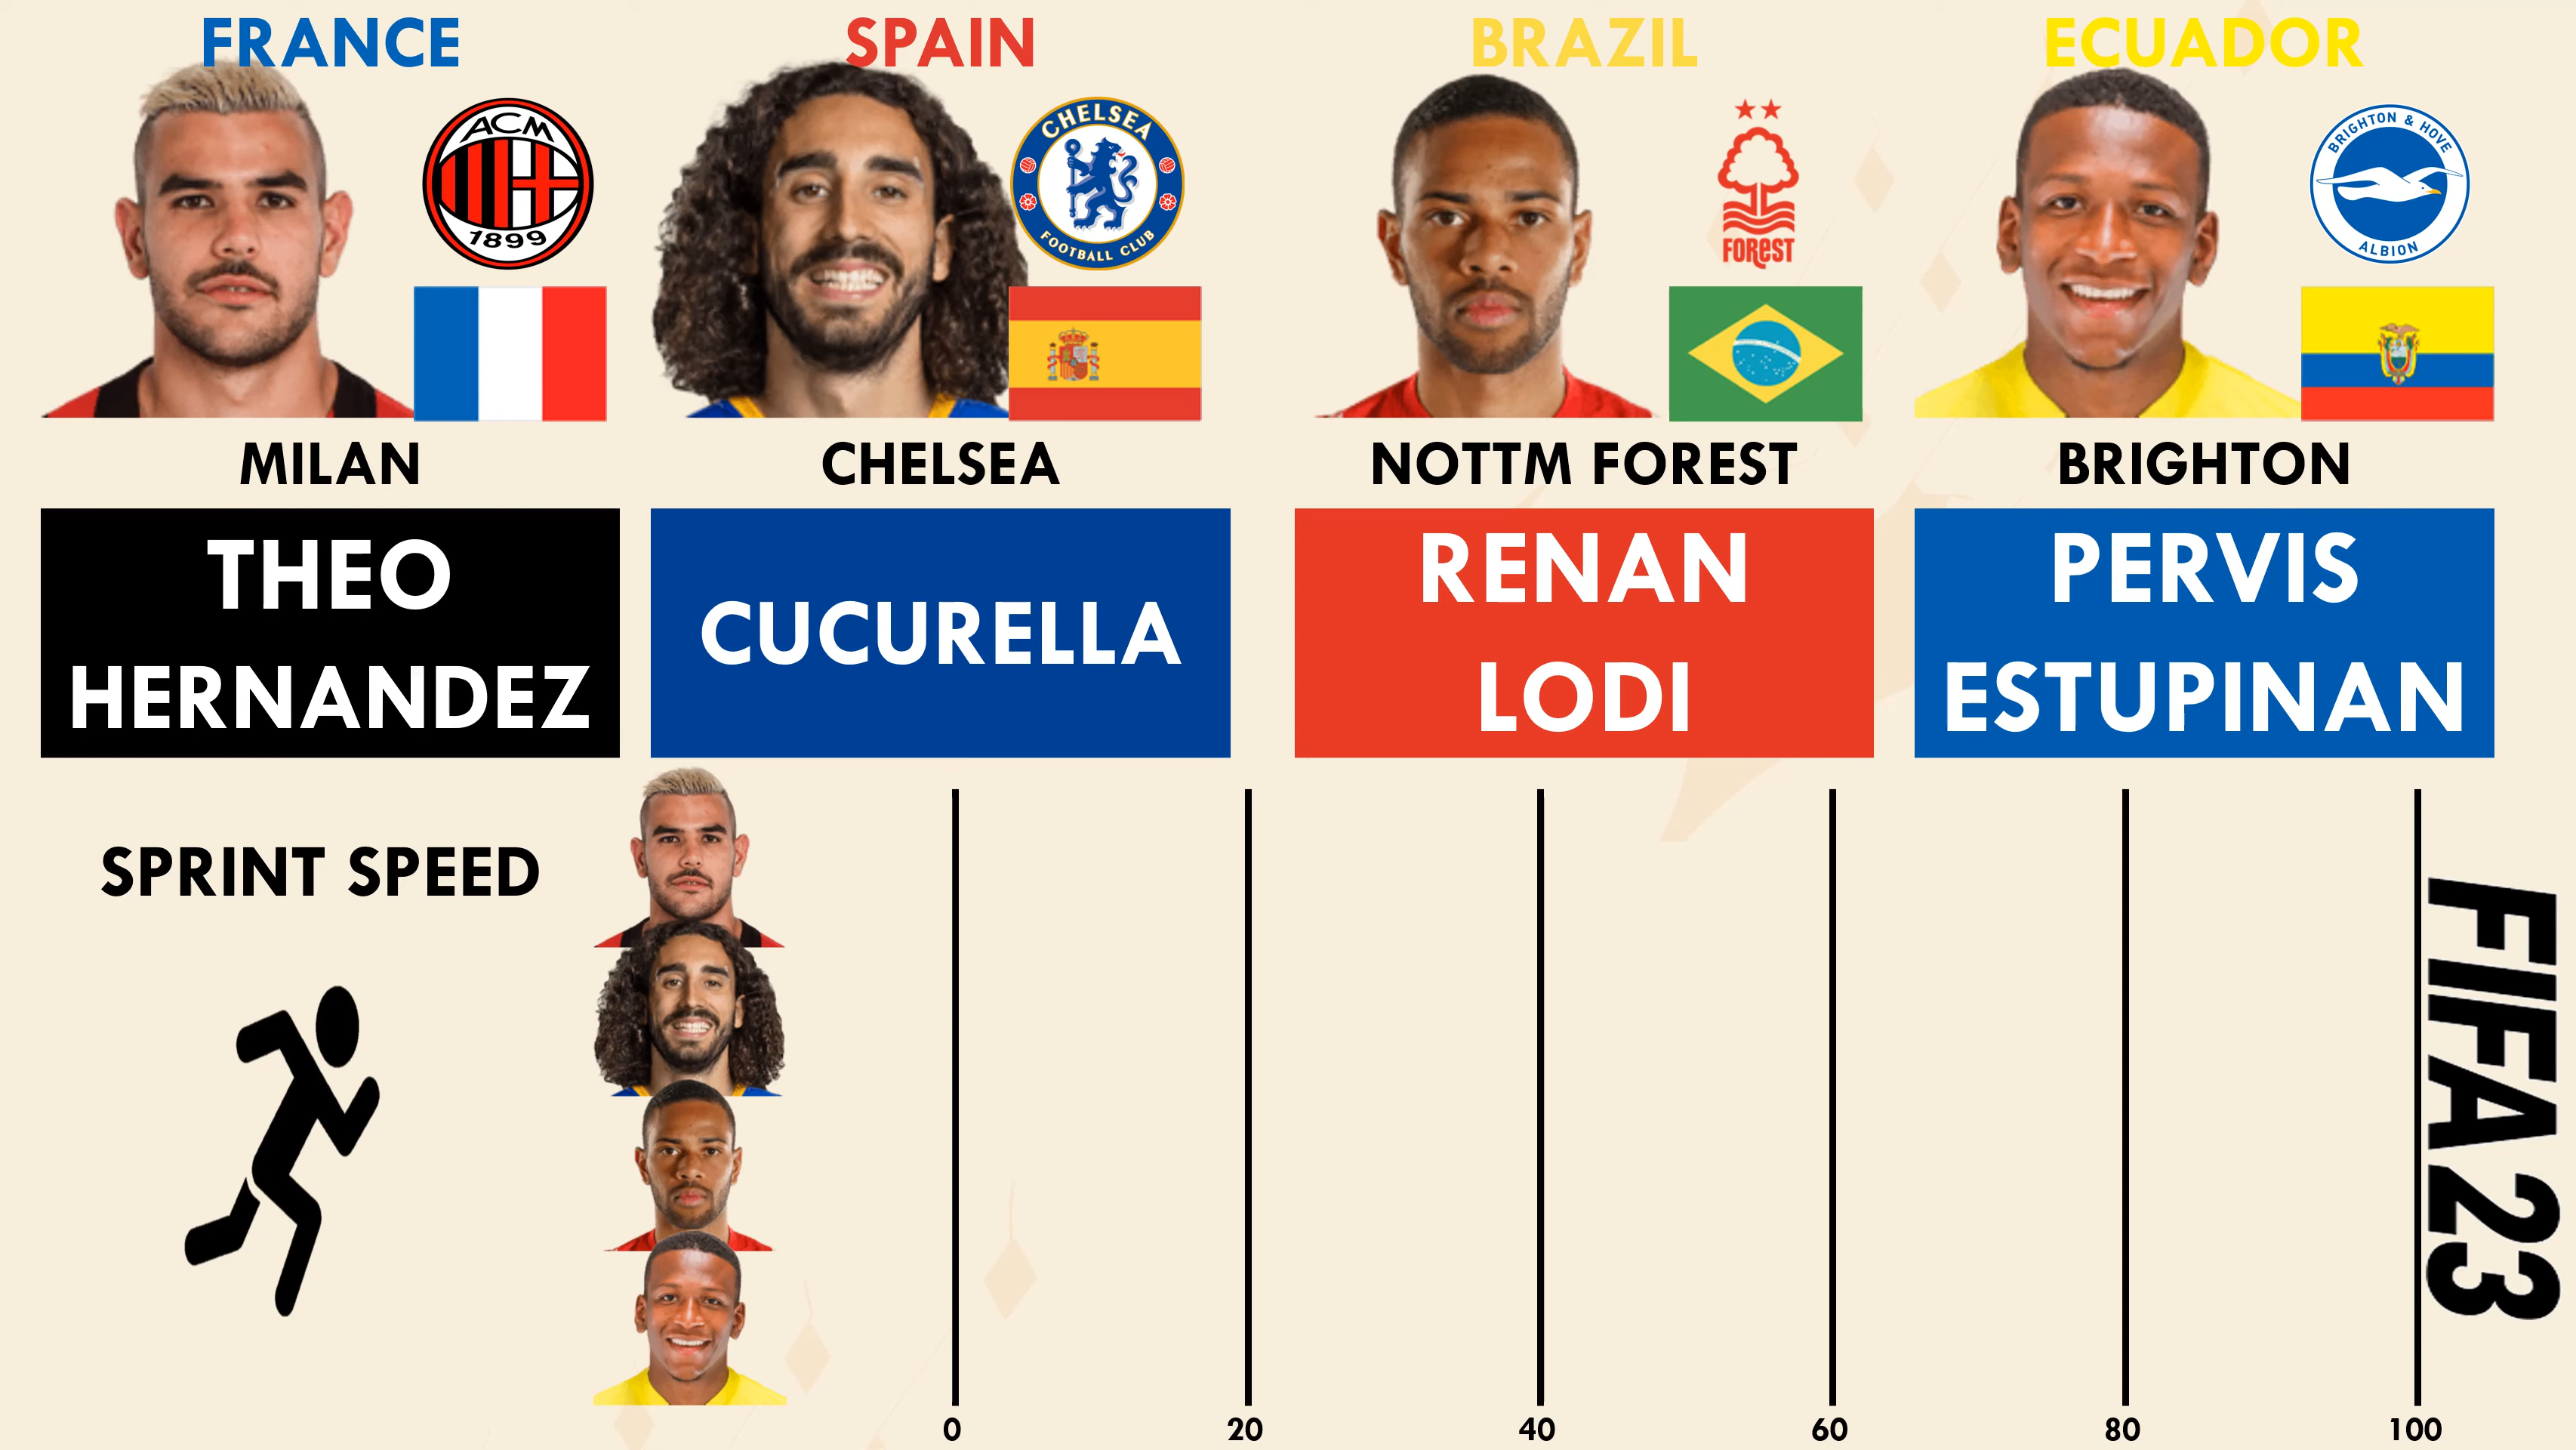 FRANCE
SPAIN
BRAZIL
ECUADOR
ACM
1899
CHELSEA
FOOTBALL CLUB
FOREST
BRIGHTON & HOVE
ALBION
MILAN
CHELSEA
NOTTM FOREST
BRIGHTON
THEO
HERNANDEZ
CUCURELLA
RENAN
LODI
PERVIS
ESTUPINAN
SPRINT SPEED
FIFA 23
0
20
40
60
80
100